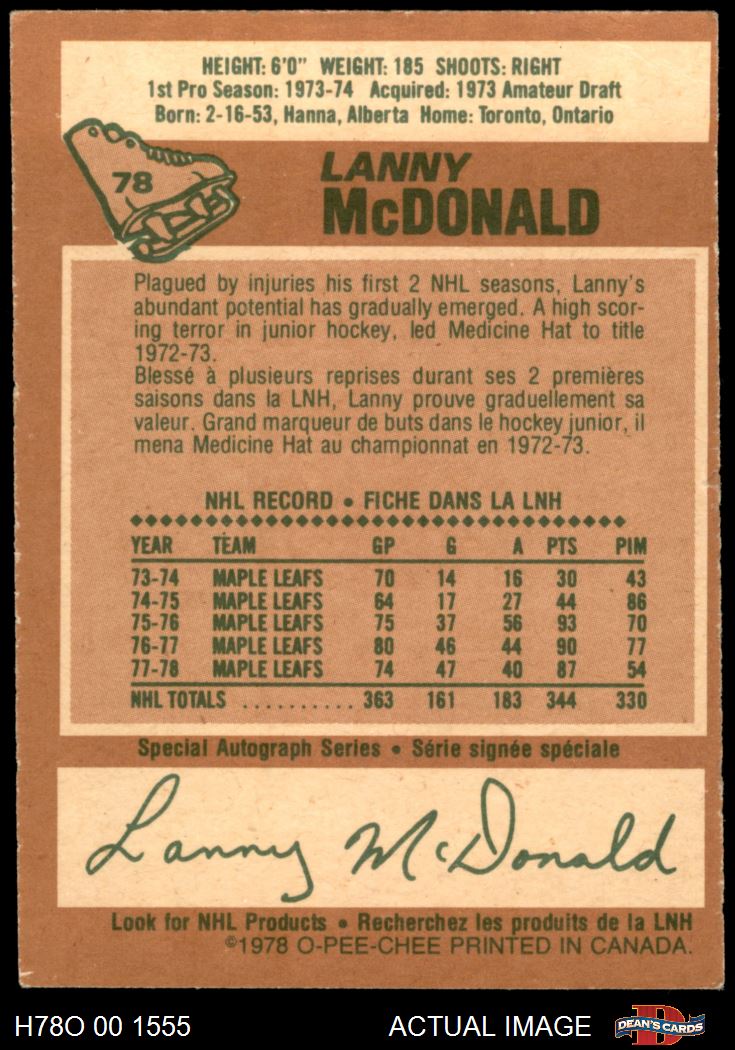 HEIGHT: 6'0" WEIGHT: 185 SHOOTS: RIGHT
1st Pro Season: 1973-74 Acquired: 1973 Amateur Draft
Born: 2-16-53, Hanna, Alberta Home: Toronto, Ontario
78
LANNY
McDONALD
Plagued by injuries his first 2 NHL seasons, Lanny's
abundant potential has gradually emerged. A high scor-
ing terror in junior hockey, led Medicine Hat to title
1972-73.
Blessé à plusieurs reprises durant ses 2 premières
saisons dans la LNH, Lanny prouve graduellement sa
valeur. Grand marqueur de buts dans le hockey junior, il
mena Medicine Hat au championnat en 1972-73.
NHL RECORD • FICHE DANS LA LNH
YEAR TEAM GP G A PTS PIM
73-74 MAPLE LEAFS 70 14 16 30 43
74-75 MAPLE LEAFS 64 17 27 44 86
75-76 MAPLE LEAFS 75 37 56 93 70
76-77 MAPLE LEAFS 80 46 44 90 77
77-78 MAPLE LEAFS 74 47 40 87 54
NHL TOTALS .......... 363 161 183 344 330
Special Autograph Series • Série signée spéciale
Lanny McDonald
Look for NHL Products • Recherchez les produits de la LNH
©1978 O-PEE-CHEE PRINTED IN CANADA.
H78O 00 1555 ACTUAL IMAGE D DEAN'S CARDS